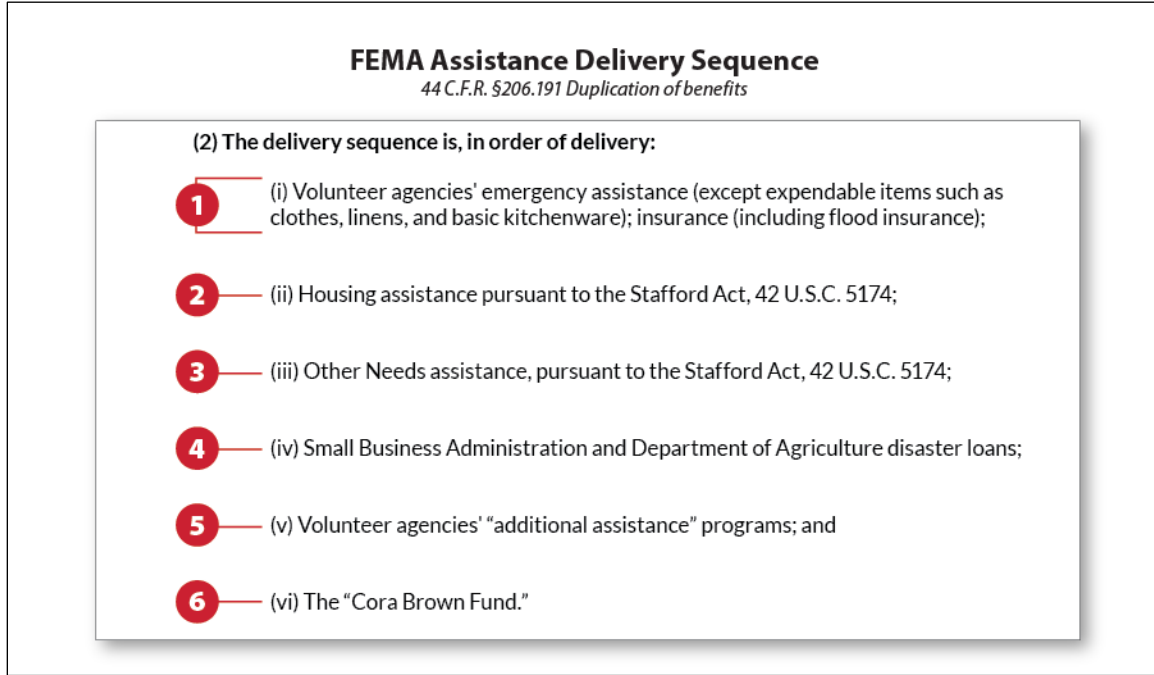 FEMA Assistance Delivery Sequence
44 C.F.R. §206.191 Duplication of benefits
(2) The delivery sequence is, in order of delivery:
1 (i) Volunteer agencies' emergency assistance (except expendable items such as
clothes, linens, and basic kitchenware); insurance (including flood insurance);
2 (ii) Housing assistance pursuant to the Stafford Act, 42 U.S.C. 5174;
3 (iii) Other Needs assistance, pursuant to the Stafford Act, 42 U.S.C. 5174;
4 (iv) Small Business Administration and Department of Agriculture disaster loans;
5 (v) Volunteer agencies' “additional assistance” programs; and
6 (vi) The “Cora Brown Fund.”